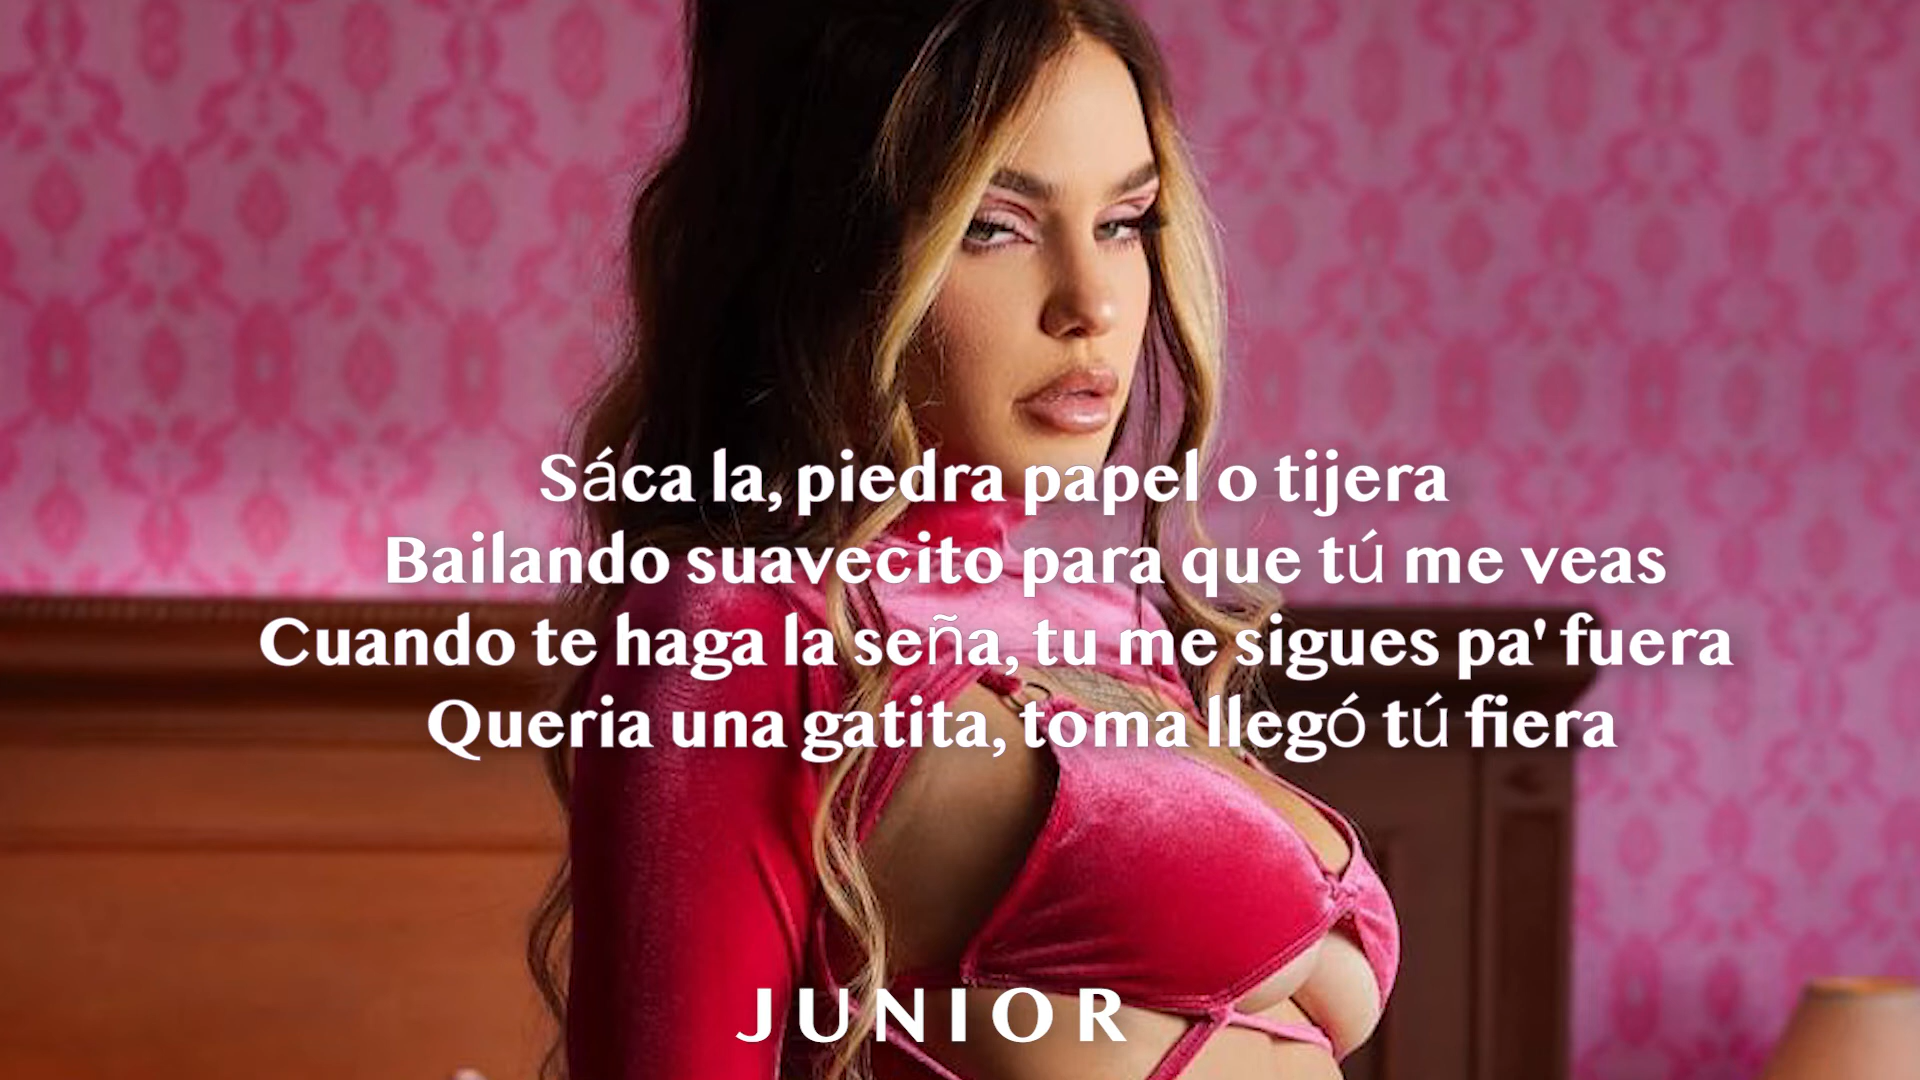 Sáca la, piedra papel o tijera
Bailando suavecito para que tú me veas
Cuando te haga la seña, tu me sigues pa' fuera
Queria una gatita, toma llegó tú fiera
JUNIOR